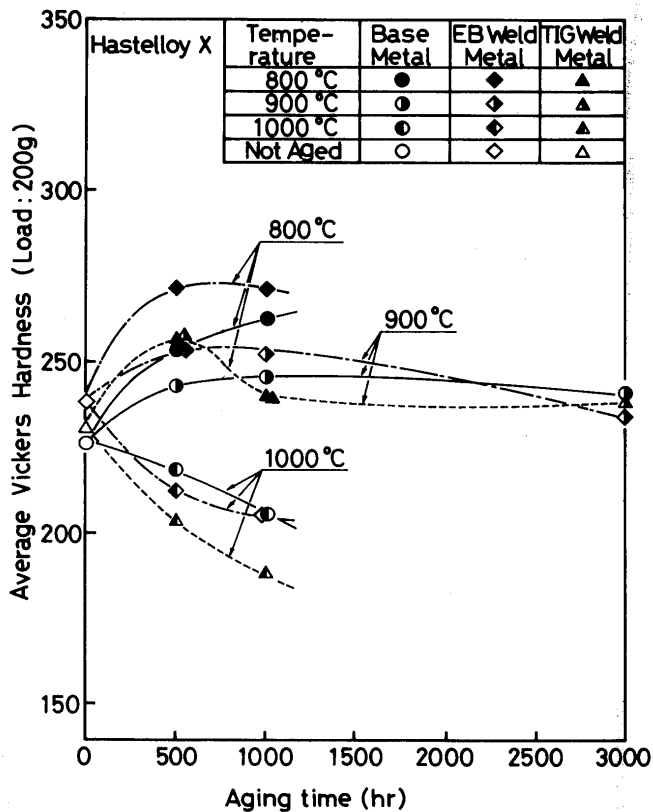 350
Hastelloy X
Tempe-
rature
Base
Metal
EB Weld
Metal
TIG Weld
Metal
800 °C
900 °C
1000 °C
Not Aged
300
800 °C
900 °C
250
1000 °C
200
150
Average Vickers Hardness (Load : 200g)
0 500 1000 1500 2000 2500 3000
Aging time (hr)